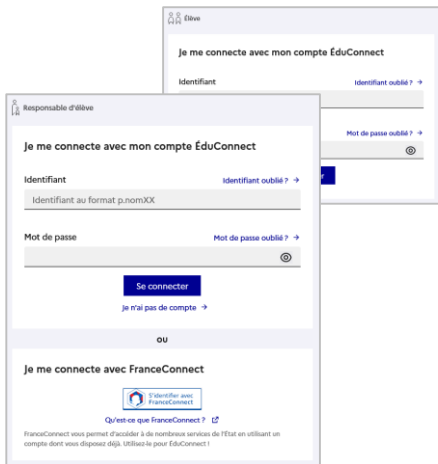 Élève
Je me connecte avec mon compte ÉduConnect
Identifiant
Identifiant oublié ? →
Mot de passe oublié ? →
r
Responsable d'élève
Je me connecte avec mon compte ÉduConnect
Identifiant
Identifiant oublié ? →
Identifiant au format p.nomXX
Mot de passe
Mot de passe oublié ? →
Se connecter
Je n'ai pas de compte →
OU
Je me connecte avec FranceConnect
S'identifier avec
FranceConnect
Qu'est-ce que FranceConnect ?
FranceConnect vous permet d'accéder à de nombreux services de l'État en utilisant un
compte dont vous disposez déjà. Utilisez-le pour ÉduConnect !